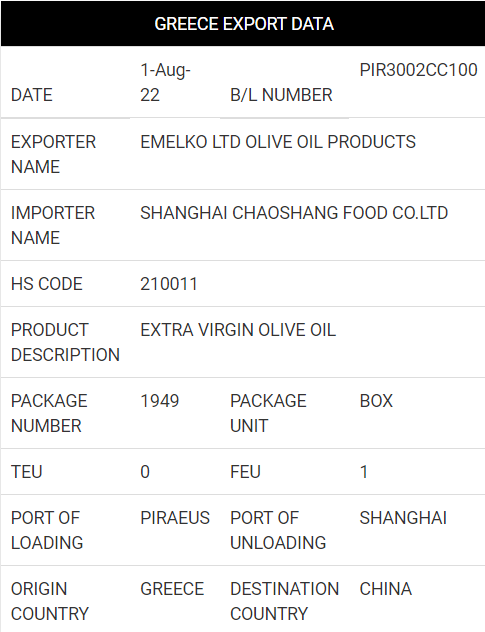 GREECE EXPORT DATA
DATE 1-Aug-22 B/L NUMBER PIR3002CC100
EXPORTER NAME EMELKO LTD OLIVE OIL PRODUCTS
IMPORTER NAME SHANGHAI CHAOSHANG FOOD CO.LTD
HS CODE 210011
PRODUCT DESCRIPTION EXTRA VIRGIN OLIVE OIL
PACKAGE NUMBER 1949 PACKAGE UNIT BOX
TEU 0 FEU 1
PORT OF LOADING PIRAEUS PORT OF UNLOADING SHANGHAI
ORIGIN COUNTRY GREECE DESTINATION COUNTRY CHINA